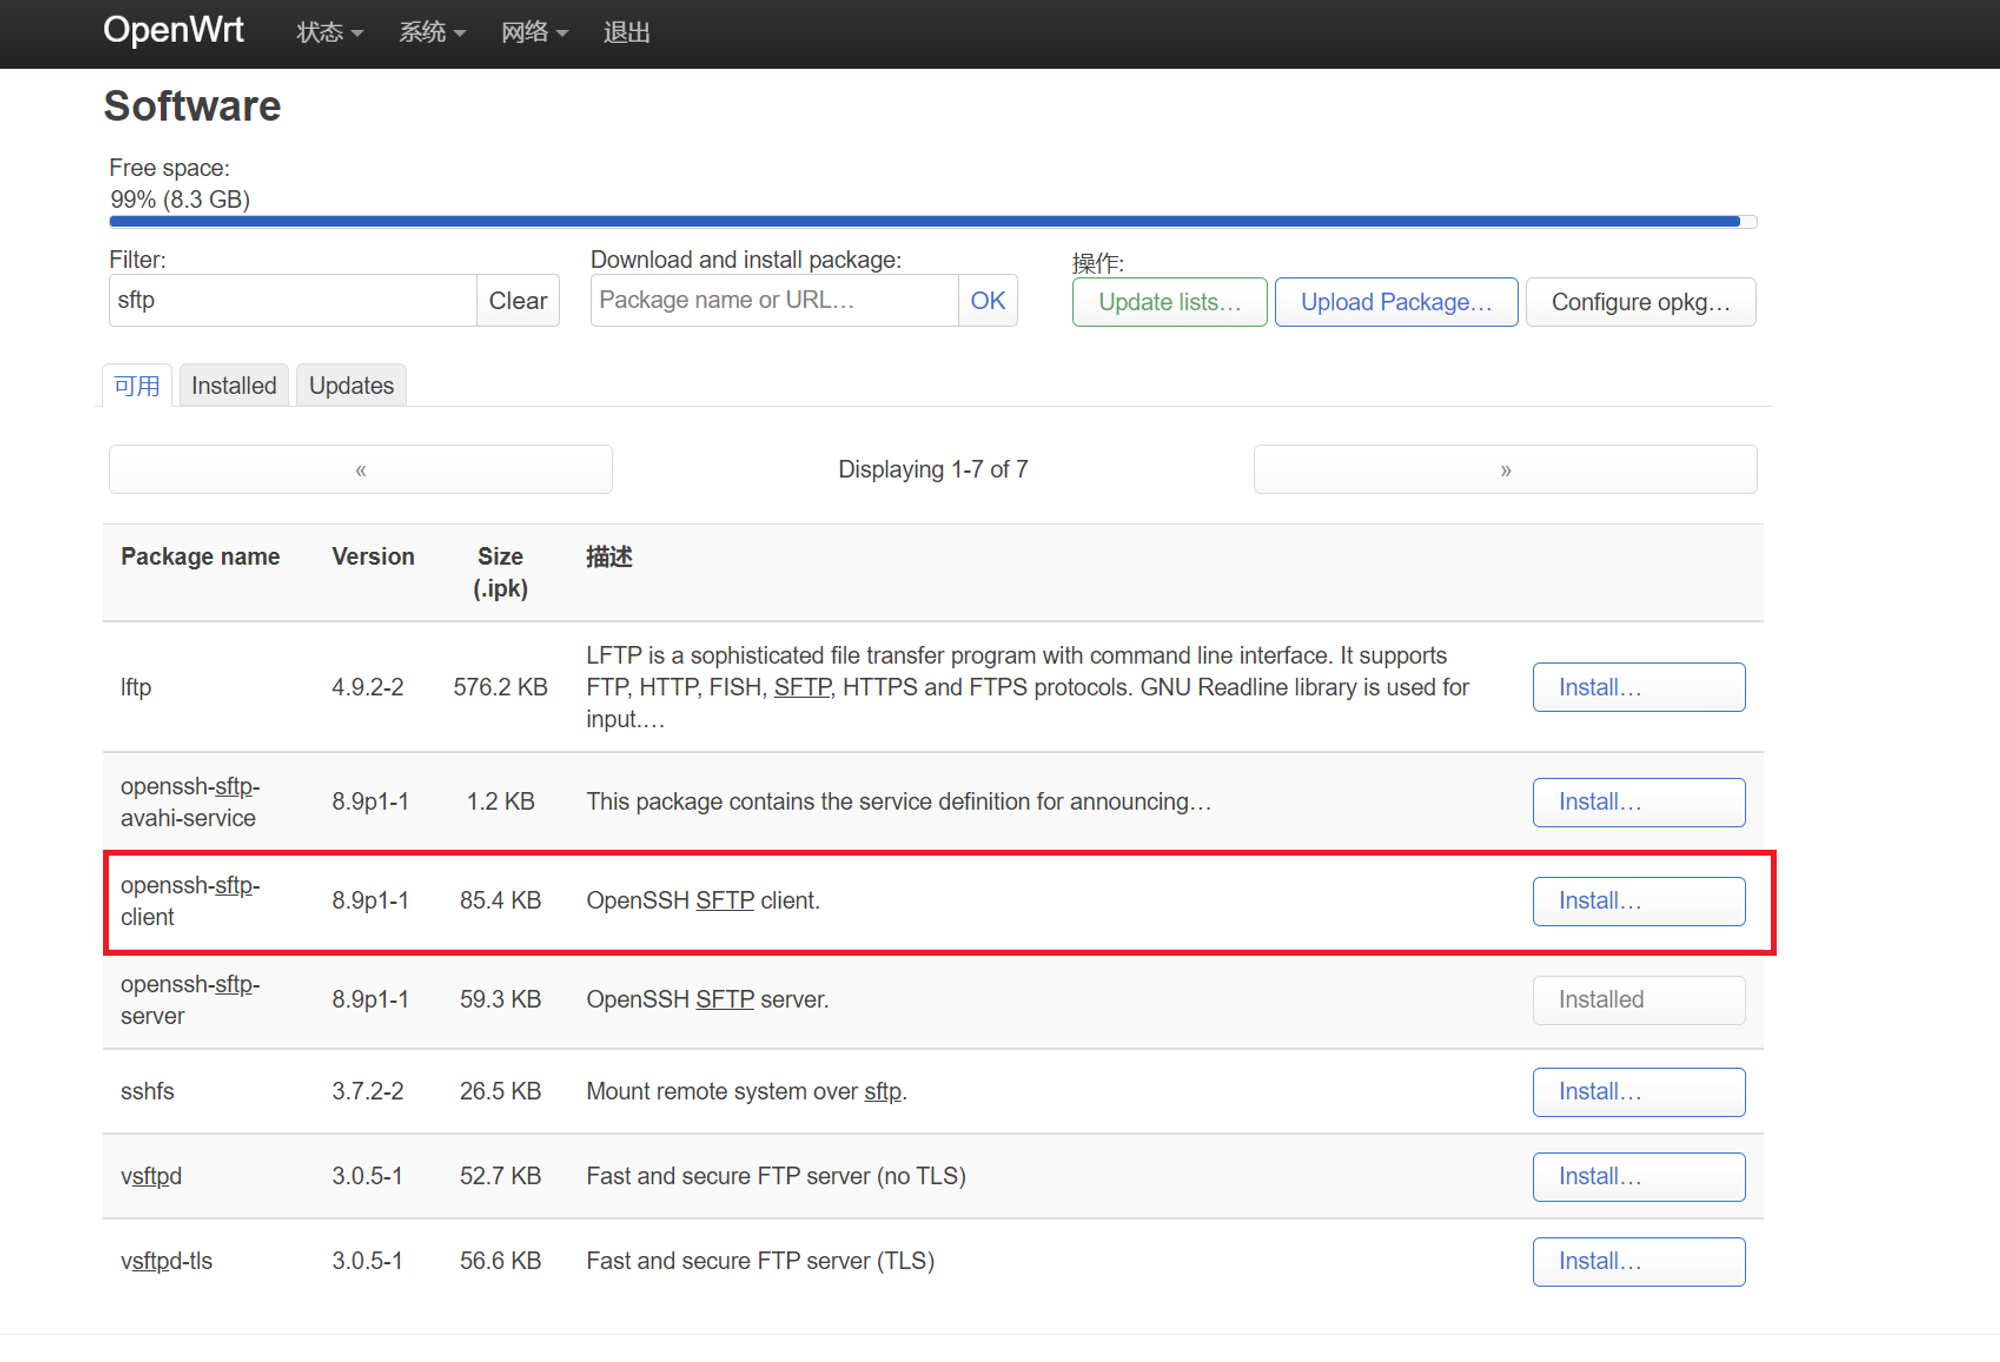 OpenWrt 状态 系统 网络 退出
Software
Free space:
99% (8.3 GB)
Filter: Download and install package: 操作:
sftp Clear Package name or URL… OK Update lists… Upload Package… Configure opkg…
可用 Installed Updates
« Displaying 1-7 of 7 »
Package name Version Size (.ipk) 描述
lftp 4.9.2-2 576.2 KB LFTP is a sophisticated file transfer program with command line interface. It supports
FTP, HTTP, FISH, SFTP, HTTPS and FTPS protocols. GNU Readline library is used for
input.… Install…
openssh-sftp-
avahi-service 8.9p1-1 1.2 KB This package contains the service definition for announcing… Install…
openssh-sftp-
client 8.9p1-1 85.4 KB OpenSSH SFTP client. Install…
openssh-sftp-
server 8.9p1-1 59.3 KB OpenSSH SFTP server. Installed
sshfs 3.7.2-2 26.5 KB Mount remote system over sftp. Install…
vsftpd 3.0.5-1 52.7 KB Fast and secure FTP server (no TLS) Install…
vsftpd-tls 3.0.5-1 56.6 KB Fast and secure FTP server (TLS) Install…